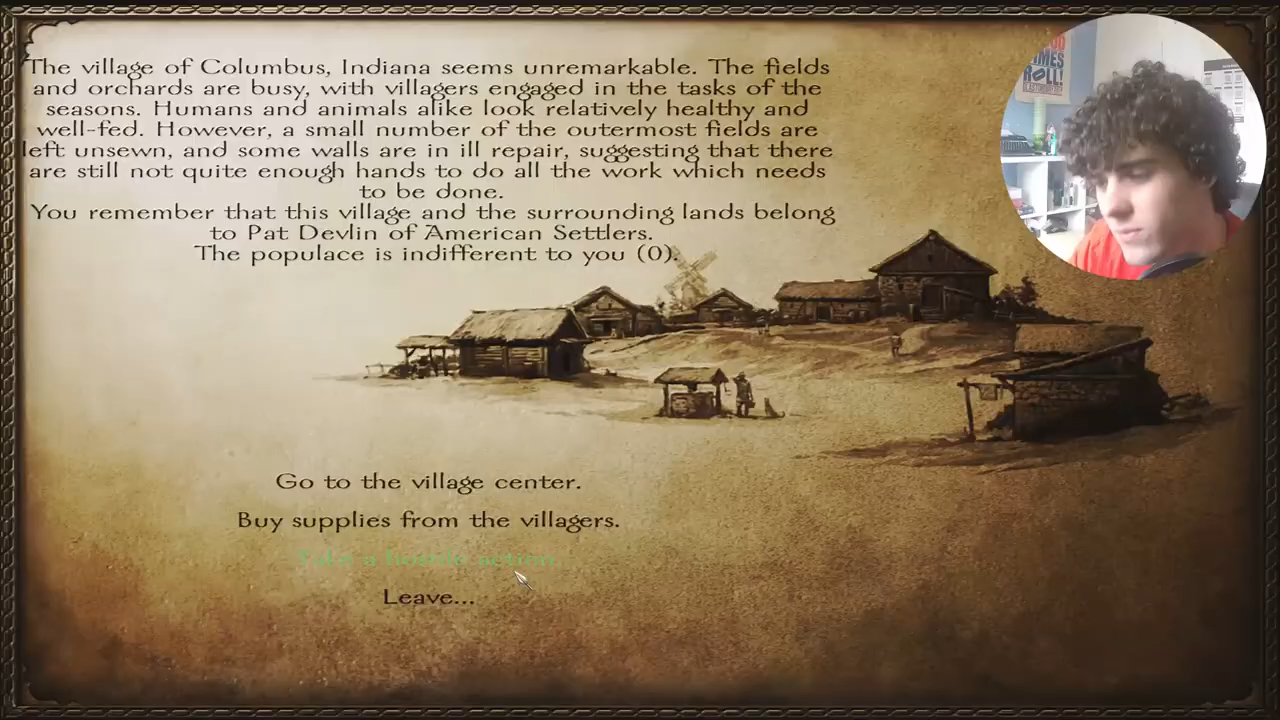 The village of Columbus, Indiana seems unremarkable. The fields
and orchards are busy, with villagers engaged in the tasks of the
seasons. Humans and animals alike look relatively healthy and
well-fed. However, a small number of the outermost fields are
left unsewn, and some walls are in ill repair, suggesting that there
are still not quite enough hands to do all the work which needs
to be done.
You remember that this village and the surrounding lands belong
to Pat Devlin of American Settlers.
The populace is indifferent to you (0).
Go to the village center.
Buy supplies from the villagers.
Take a hostile action.
Leave...
TIMES
ROLL!